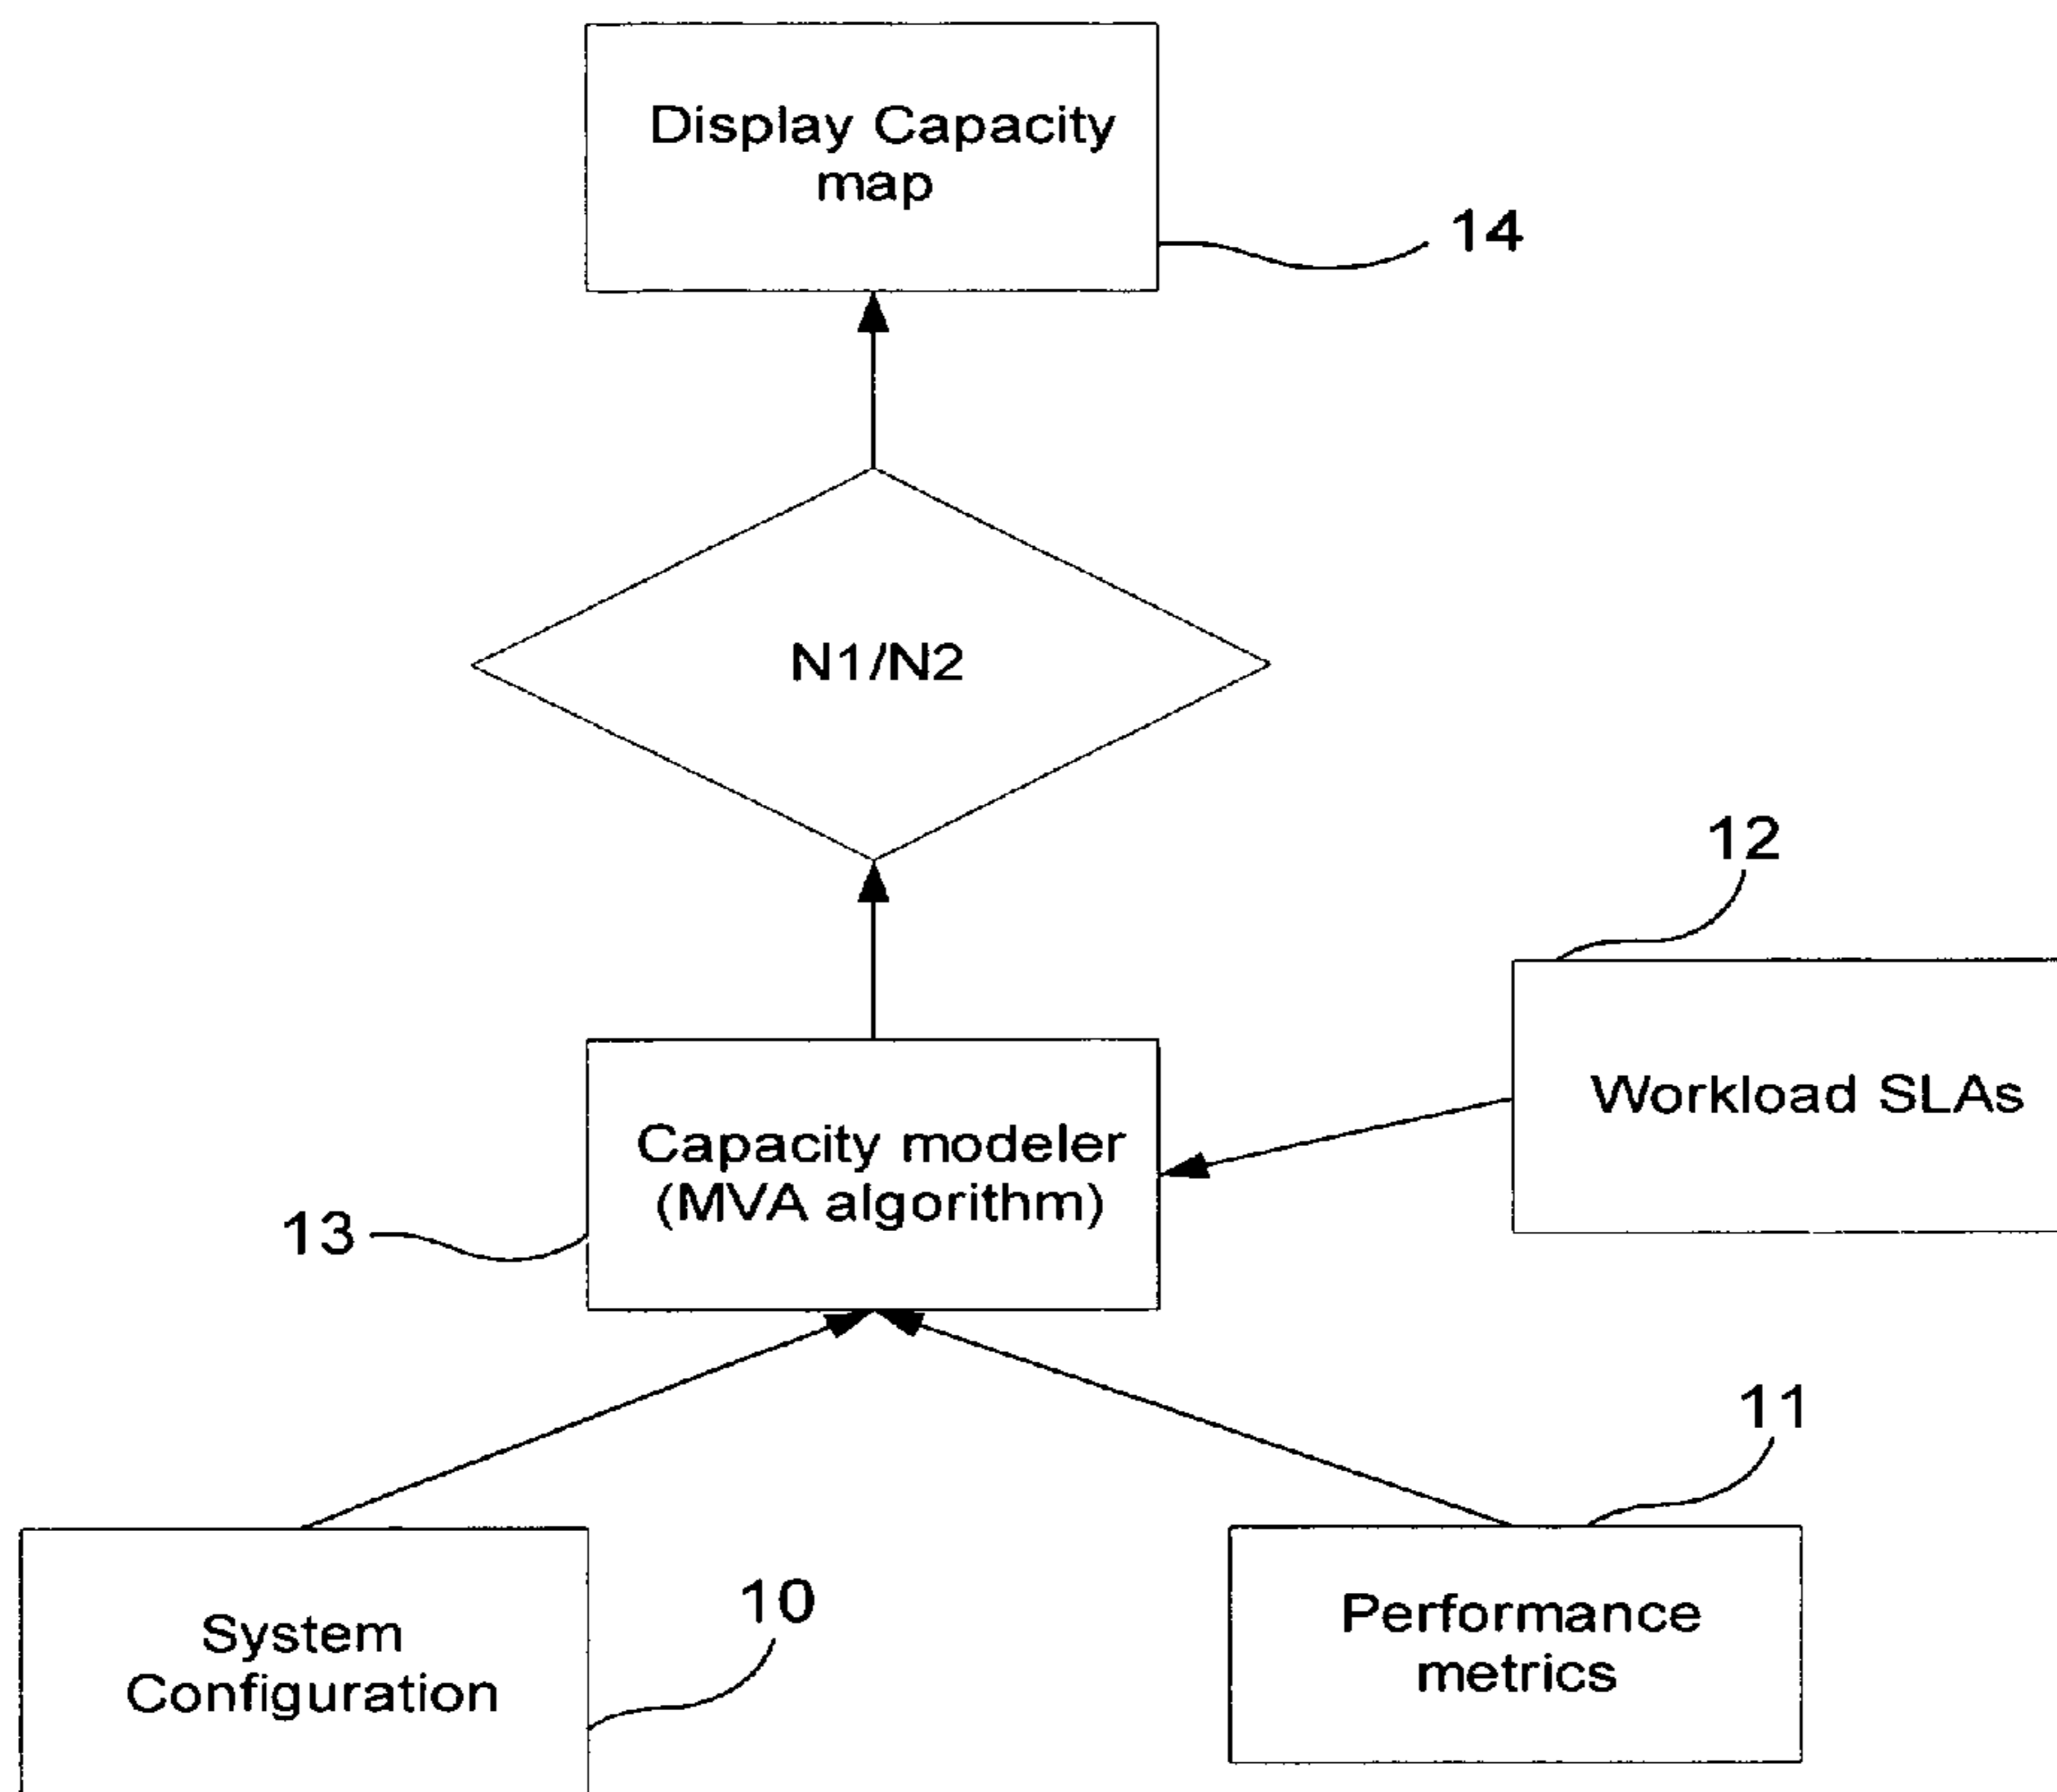 Display Capacity
map
14
N1/N2
12
Workload SLAs
Capacity modeler
(MVA algorithm)
13
11
10
System
Configuration
Performance
metrics